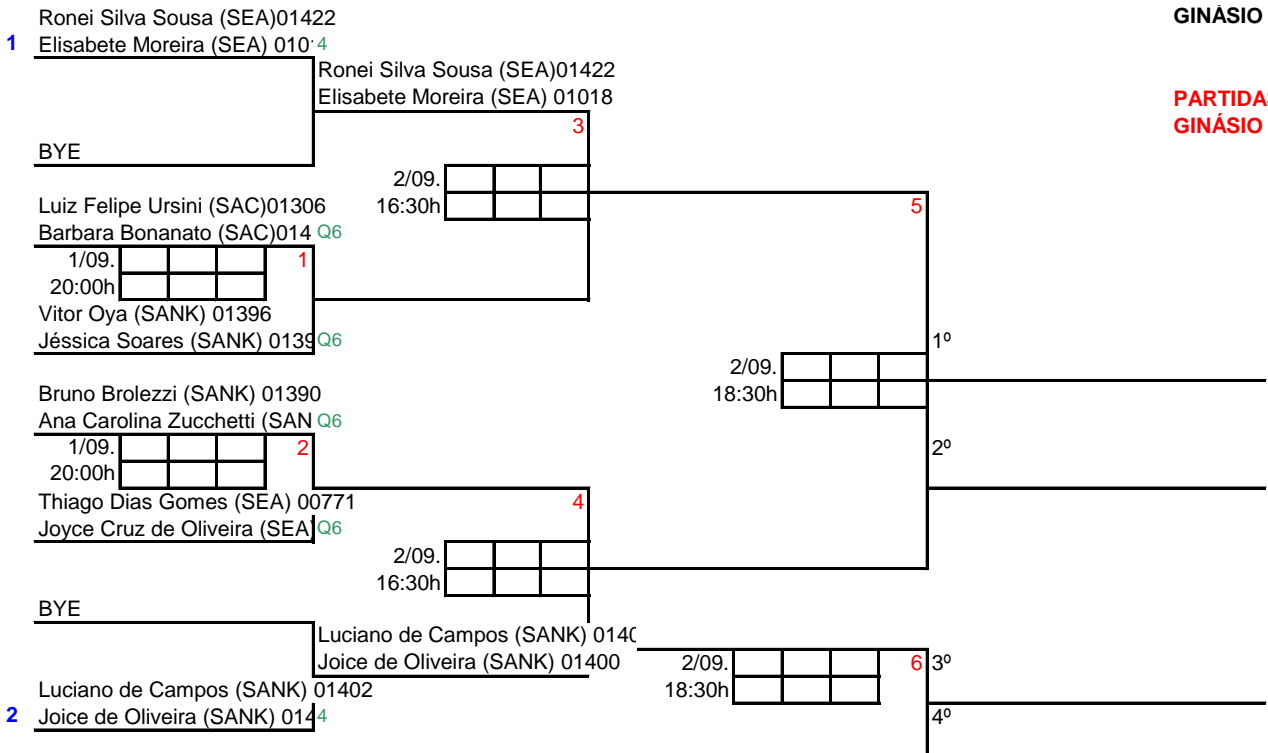 Ronei Silva Sousa (SEA)01422
GINÁSIO
1 Elisabete Moreira (SEA) 010 4
Ronei Silva Sousa (SEA)01422
Elisabete Moreira (SEA) 01018
PARTIDAS
3
GINÁSIO
BYE
2/09.
16:30h
Luiz Felipe Ursini (SAC)01306
5
Barbara Bonanato (SAC)014 Q6
1/09.
1
20:00h
Vitor Oya (SANK) 01396
Jéssica Soares (SANK) 0139 Q6
1º
2/09.
18:30h
Bruno Brolezzi (SANK) 01390
Ana Carolina Zucchetti (SAN Q6
1/09.
2
2º
20:00h
Thiago Dias Gomes (SEA) 00771
4
Joyce Cruz de Oliveira (SEA) Q6
2/09.
16:30h
BYE
Luciano de Campos (SANK) 0140
Joice de Oliveira (SANK) 01400
2/09.
6 3º
18:30h
Luciano de Campos (SANK) 01402
2 Joice de Oliveira (SANK) 014 4
4º